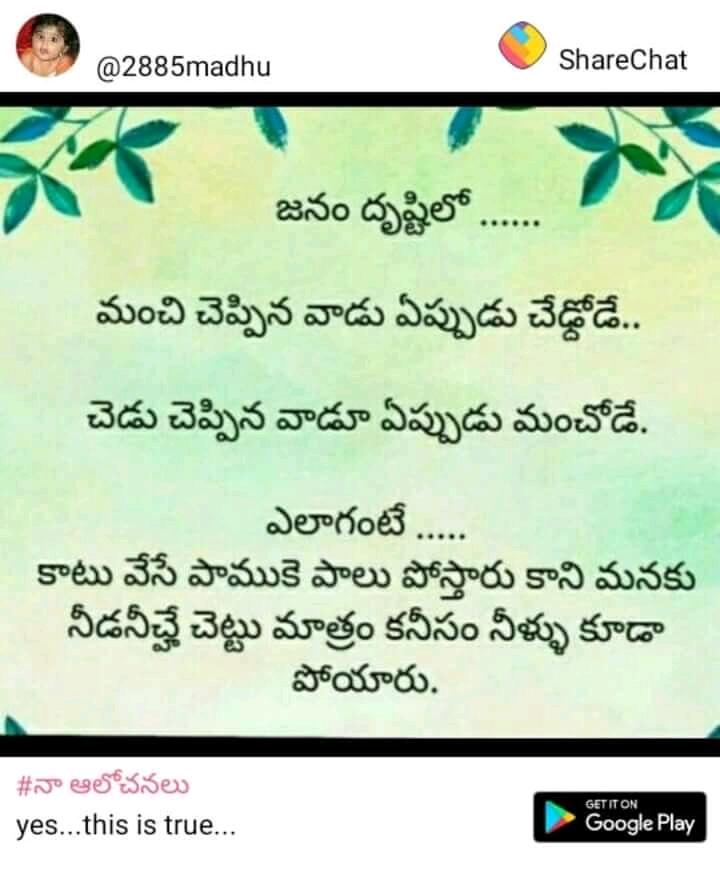 @2885madhu
ShareChat
జనం దృష్టిలో ......
మంచి చెప్పిన వాడు ఏప్పుడు చేడ్డోడే..
చెడు చెప్పిన వాడూ ఏప్పుడు మంచోడే.
ఎలాగంటే .....
కాటు వేసే పాముకె పాలు పోస్తారు కాని మనకు
నీడనీచ్చే చెట్టు మాత్రం కనీసం నీళ్ళు కూడా
పోయారు.
#నా ఆలోచనలు
yes...this is true...
GET IT ON
Google Play